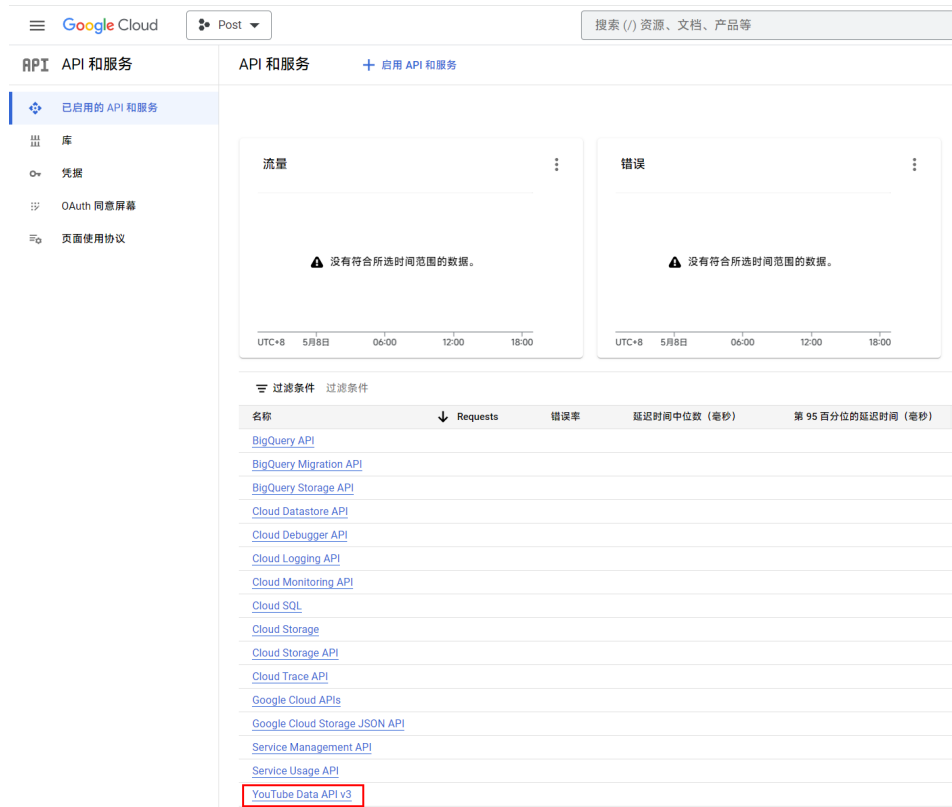 Google Cloud
Post
搜索 (/) 资源、文档、产品等
API
API 和服务
API 和服务
启用 API 和服务
已启用的 API 和服务
库
凭据
OAuth 同意屏幕
页面使用协议
流量
没有符合所选时间范围的数据。
UTC+8 5月8日 06:00 12:00 18:00
错误
没有符合所选时间范围的数据。
UTC+8 5月8日 06:00 12:00 18:00
过滤条件 过滤条件
名称 Requests 错误率 延迟时间中位数（毫秒） 第 95 百分位的延迟时间（毫秒）
BigQuery API
BigQuery Migration API
BigQuery Storage API
Cloud Datastore API
Cloud Debugger API
Cloud Logging API
Cloud Monitoring API
Cloud SQL
Cloud Storage
Cloud Storage API
Cloud Trace API
Google Cloud APIs
Google Cloud Storage JSON API
Service Management API
Service Usage API
YouTube Data API v3